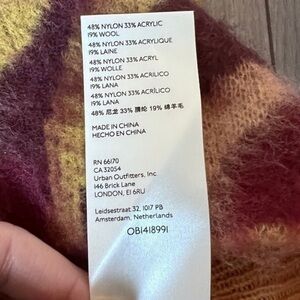 48% NYLON 33% ACRYLIC
19% WOOL
48% NYLON 33% ACRYLIQUE
19% LAINE
48% NYLON 33% ACRYL
19% WOLLE
48% NYLON 33% ACRILICO
19% LANA
48% NYLON 33% ACRÍLICO
19% LANA
48% 尼龙 33% 腈纶 19% 绵羊毛
MADE IN CHINA
HECHO EN CHINA
RN 66170
CA 32054
Urban Outfitters, Inc
146 Brick Lane
LONDON, E1 6RU
Leidsestraat 32, 1017 PB
Amsterdam, Netherlands
OB1418991